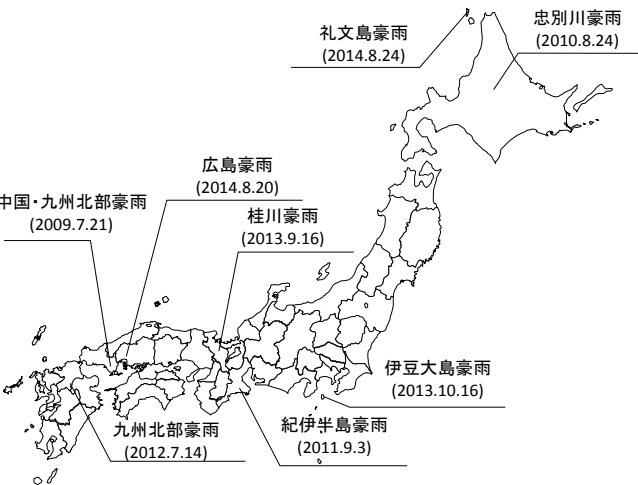 忠別川豪雨
(2010.8.24)
礼文島豪雨
(2014.8.24)
広島豪雨
(2014.8.20)
中国・九州北部豪雨
(2009.7.21)
桂川豪雨
(2013.9.16)
伊豆大島豪雨
(2013.10.16)
紀伊半島豪雨
(2011.9.3)
九州北部豪雨
(2012.7.14)